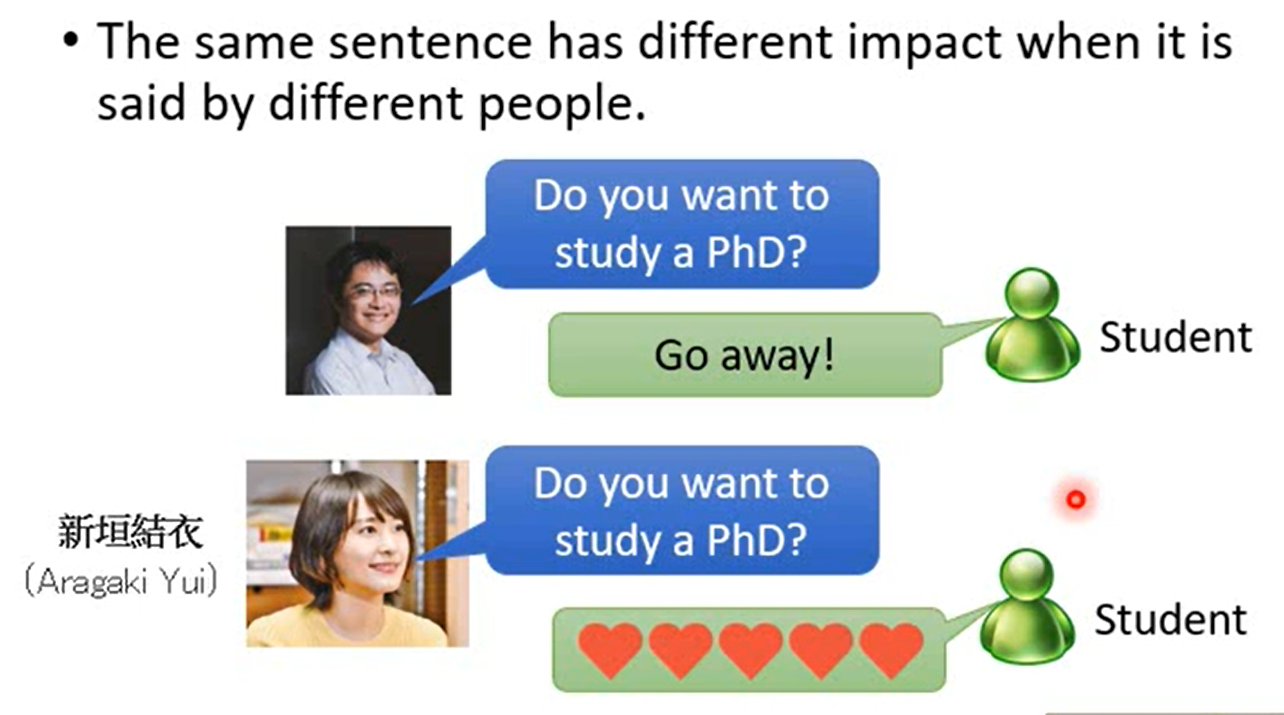 • The same sentence has different impact when it is
said by different people.
Do you want to
study a PhD?
Go away!
Student
新垣結衣
(Aragaki Yui)
Do you want to
study a PhD?
Student